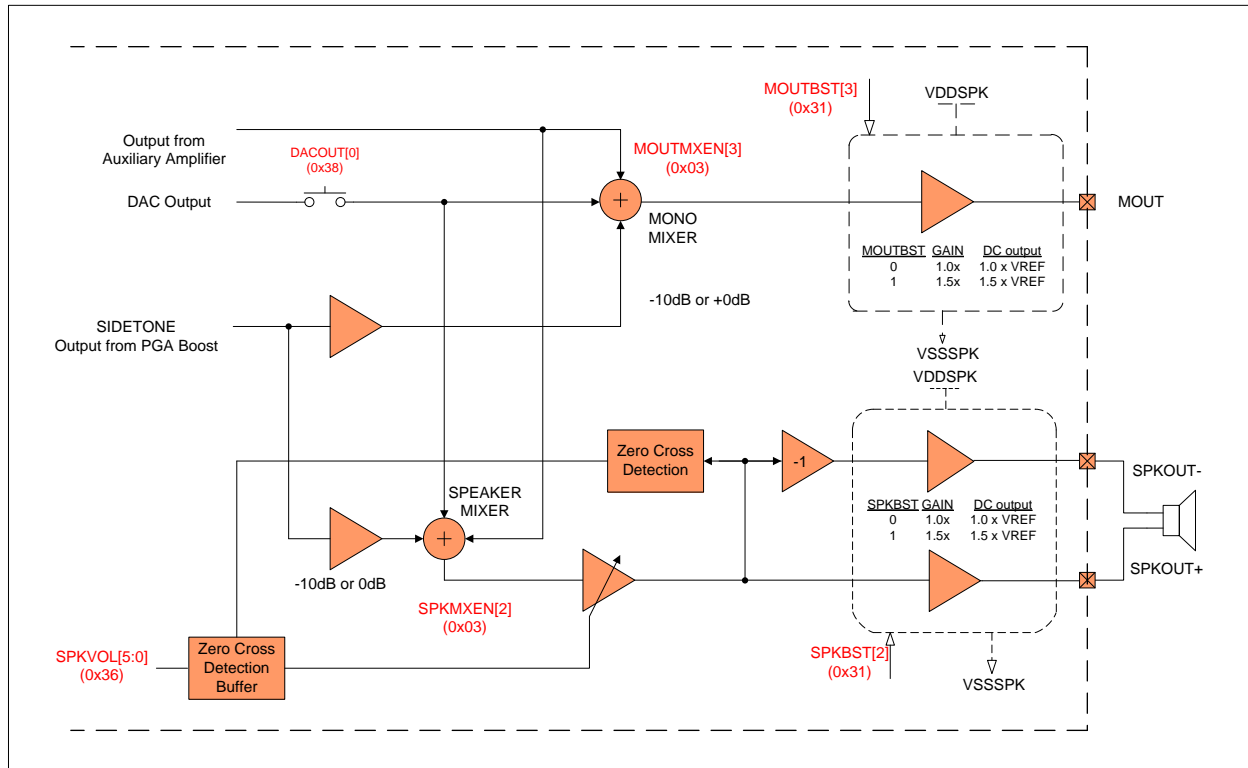 MOUTBST[3]
(0x31)
VDDSPK
Output from
Auxiliary Amplifier
DACOUT[0]
(0x38)
MOUTMXEN[3]
(0x03)
DAC Output
+
MONO
MIXER
MOUT
MOUTBST GAIN DC output
0 1.0x 1.0 x VREF
1 1.5x 1.5 x VREF
-10dB or +0dB
SIDETONE
Output from PGA Boost
VSSSPK
VDDSPK
Zero Cross
Detection
-1
SPKOUT-
SPEAKER
MIXER
+
SPKBST GAIN DC output
0 1.0x 1.0 x VREF
1 1.5x 1.5 x VREF
-10dB or 0dB
SPKOUT+
SPKMXEN[2]
(0x03)
SPKVOL[5:0]
(0x36)
Zero Cross
Detection
Buffer
SPKBST[2]
(0x31)
VSSSPK